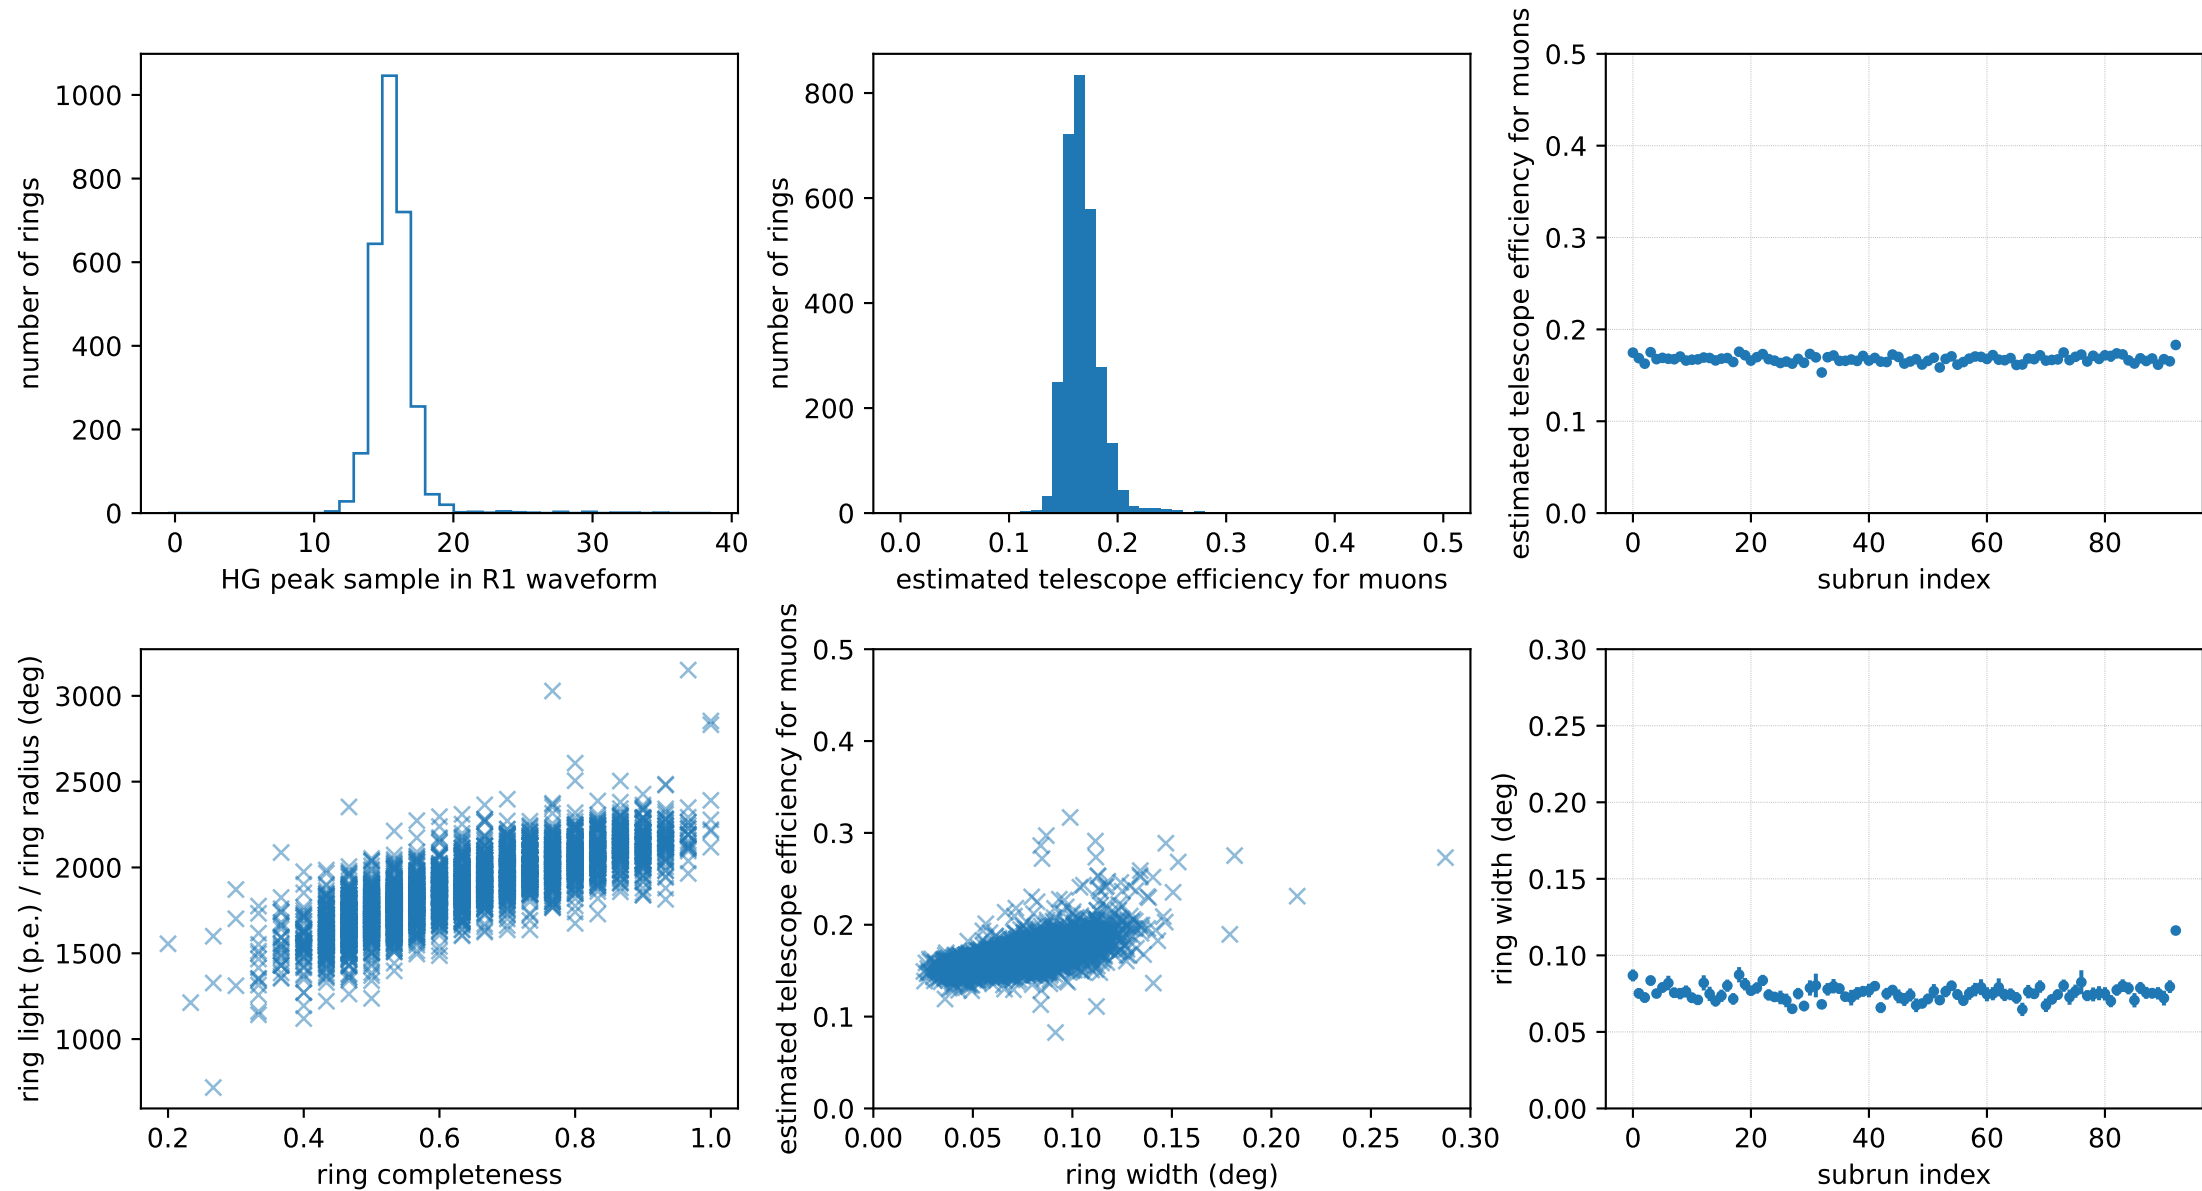 number of rings
1000
800
600
400
200
0
0 10 20 30 40
HG peak sample in R1 waveform
number of rings
800
600
400
200
0
0.0 0.1 0.2 0.3 0.4 0.5
estimated telescope efficiency for muons
estimated telescope efficiency for muons
0.5
0.4
0.3
0.2
0.1
0.0
0 20 40 60 80
subrun index
ring light (p.e.) / ring radius (deg)
3000
2500
2000
1500
1000
0.2 0.4 0.6 0.8 1.0
ring completeness
estimated telescope efficiency for muons
0.5
0.4
0.3
0.2
0.1
0.0
0.00 0.05 0.10 0.15 0.20 0.25 0.30
ring width (deg)
ring width (deg)
0.30
0.25
0.20
0.15
0.10
0.05
0.00
0 20 40 60 80
subrun index